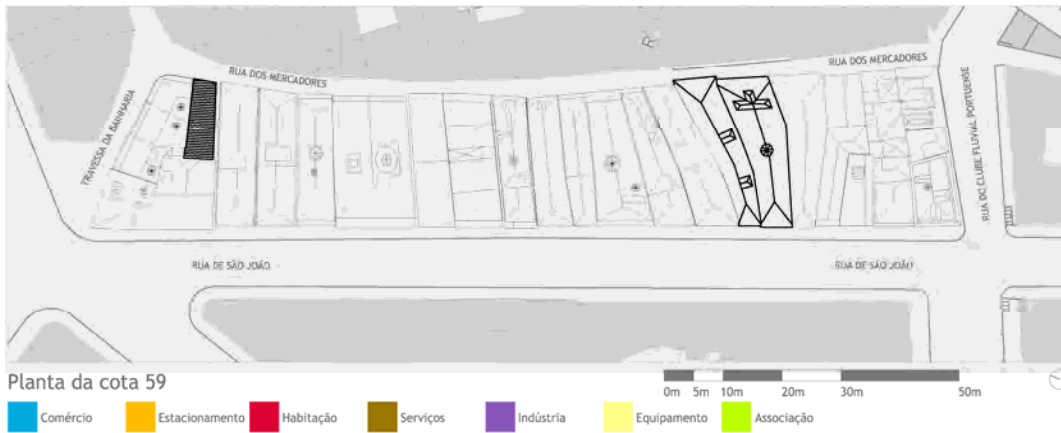 RUA DOS MERCADORES
RUA DOS MERCADORES
TRAVESSA DA BAINHARIA
RUA DO CLUBE FLUVIAL PORTUENSE
RUA DE SÃO JOÃO
RUA DE SÃO JOÃO
Planta da cota 59
0m 5m 10m 20m 30m 50m
Comércio Estacionamento Habitação Serviços Indústria Equipamento Associação